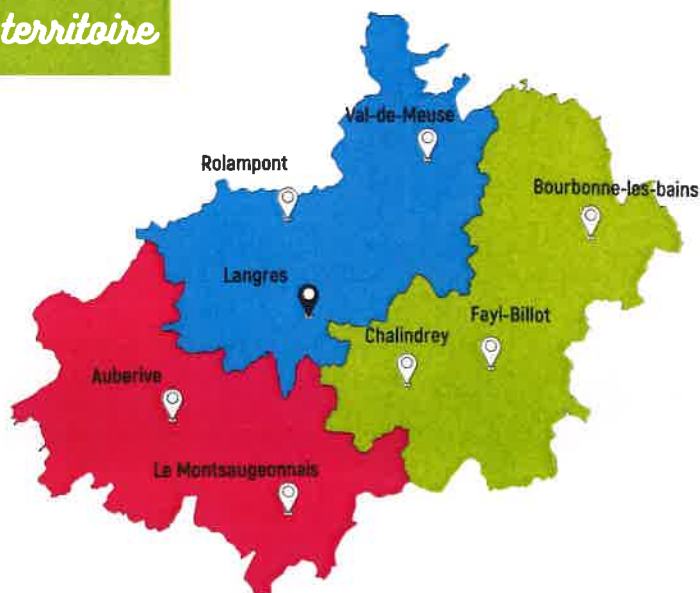 territoire
Val-de-Meuse
Rolampont
Bourbonne-les-bains
Langres
Fayl-Billot
Chalindrey
Auberive
Le Montsaugeonnais